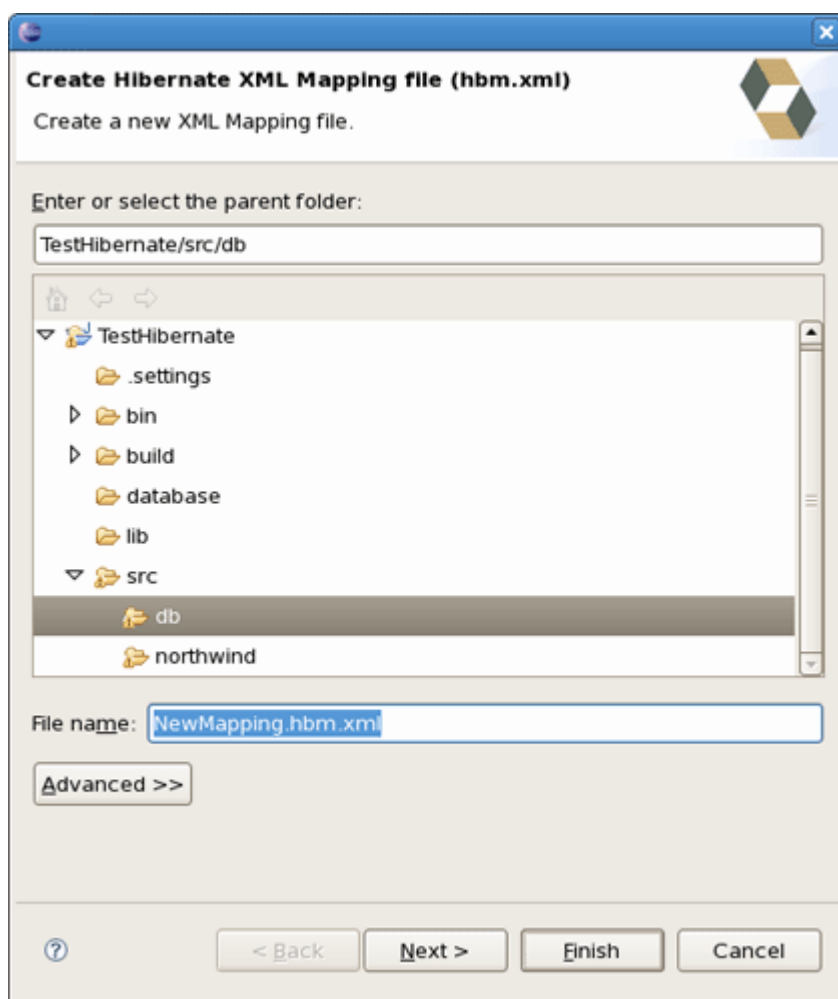 Create Hibernate XML Mapping file (hbm.xml)
Create a new XML Mapping file.
Enter or select the parent folder:
TestHibernate/src/db
TestHibernate
.settings
bin
build
database
lib
src
db
northwind
File name: NewMapping.hbm.xml
Advanced >>
< Back Next > Finish Cancel